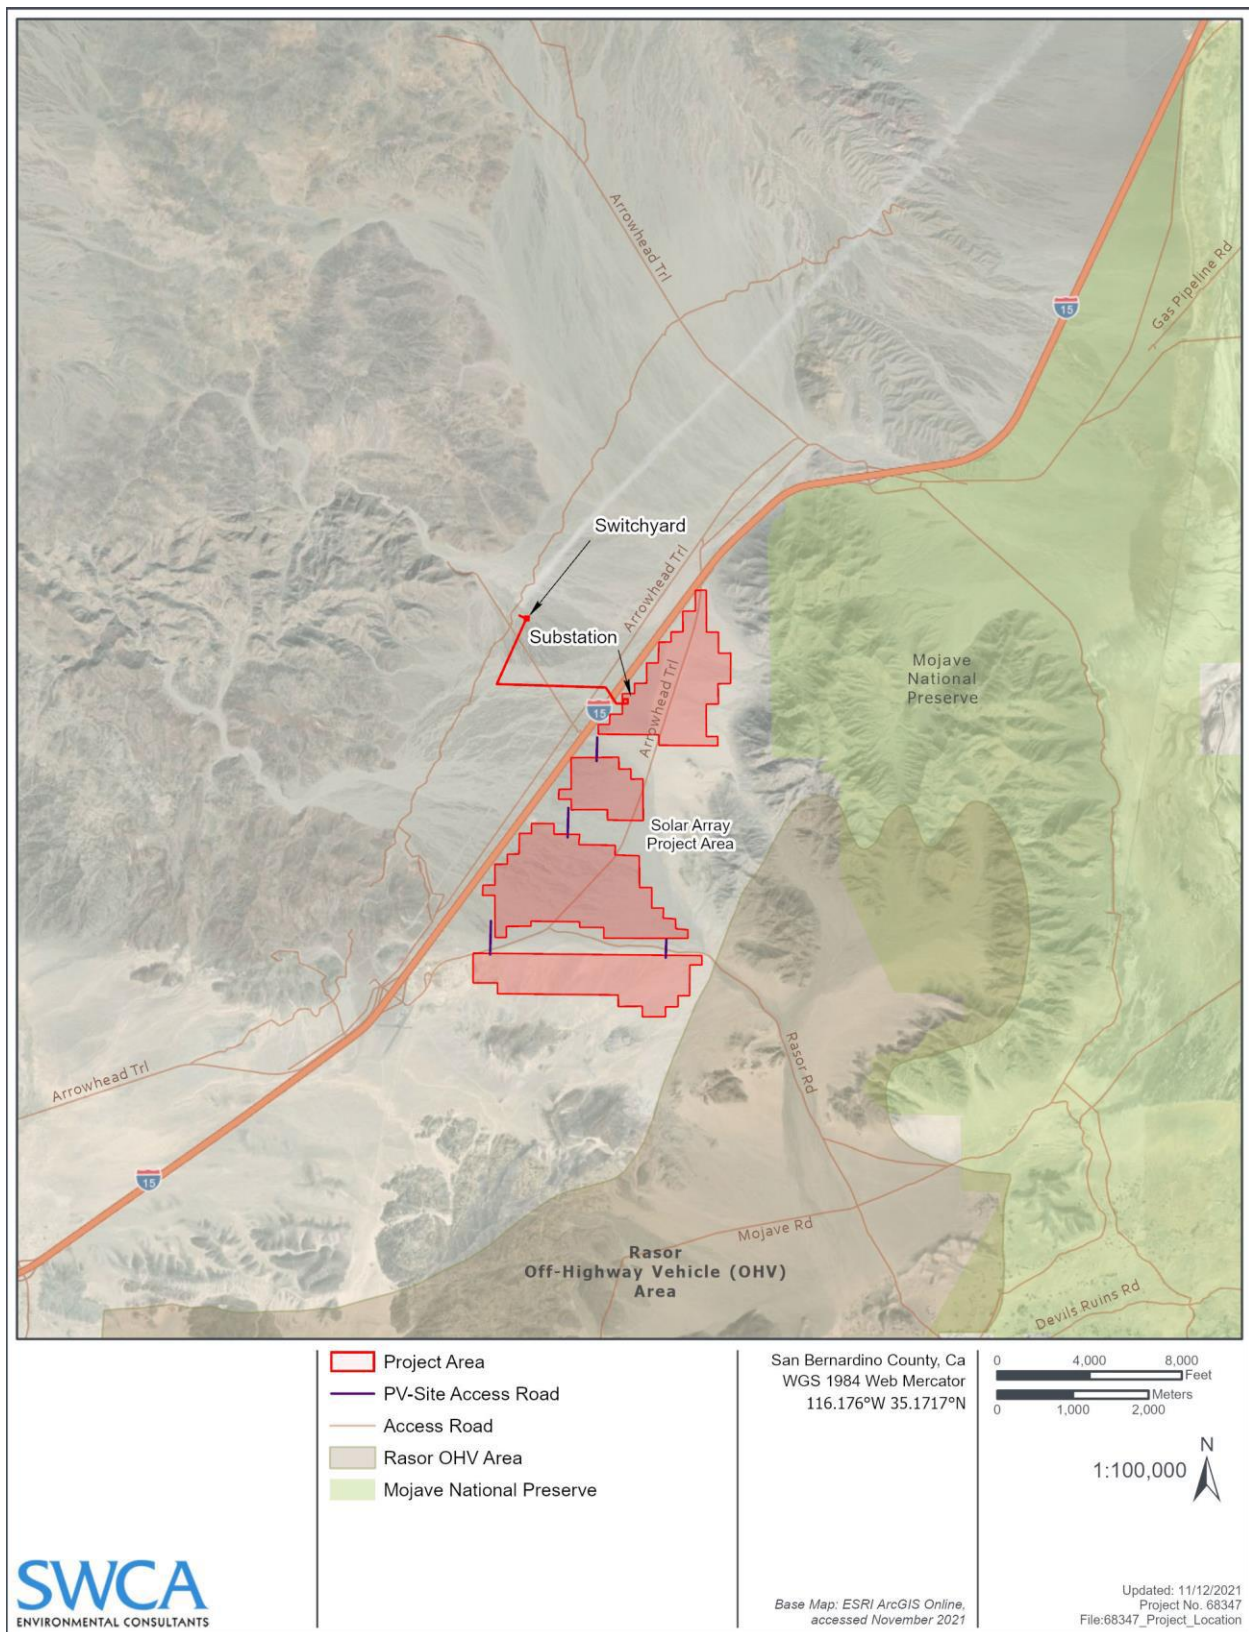 Arrowhead Trl
Gas Pipeline Rd
15
Switchyard
Arrowhead Trl
Substation
Mojave
National
Preserve
15
Arrowhead Trl
Solar Array
Project Area
Rasor Rd
Arrowhead Trl
15
Mojave Rd
Rasor
Off-Highway Vehicle (OHV)
Area
Devils Ruins Rd
Project Area
PV-Site Access Road
Access Road
Rasor OHV Area
Mojave National Preserve
San Bernardino County, Ca
WGS 1984 Web Mercator
116.176°W 35.1717°N
0 4,000 8,000
Feet
Meters
0 1,000 2,000
N
1:100,000
SWCA
ENVIRONMENTAL CONSULTANTS
Base Map: ESRI ArcGIS Online,
accessed November 2021
Updated: 11/12/2021
Project No. 68347
File:68347_Project_Location